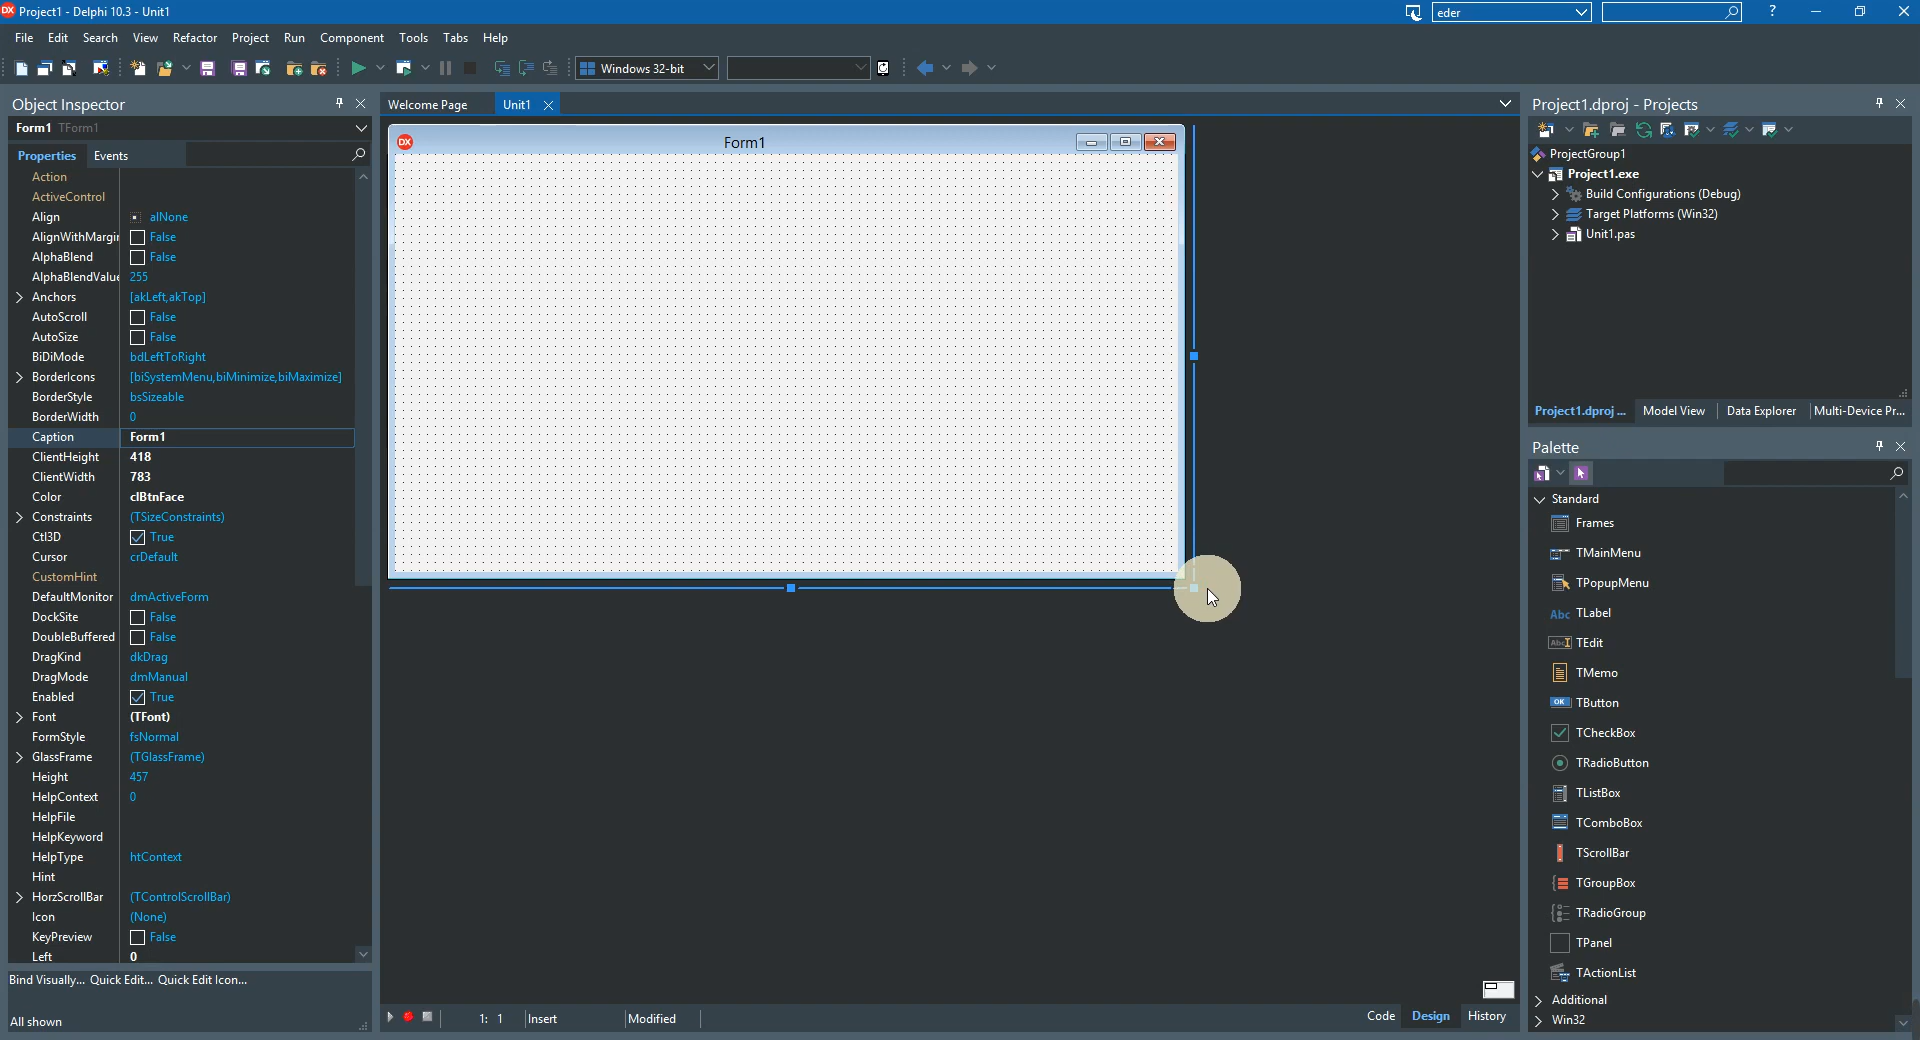 Project1 - Delphi 10.3 - Unit1
eder
?
File Edit Search View Refactor Project Run Component Tools Tabs Help
Windows 32-bit
Object Inspector
Form1 TForm1
Properties Events
Action
ActiveControl
Align alNone
AlignWithMargi False
AlphaBlend False
AlphaBlendValue 255
Anchors [akLeft,akTop]
AutoScroll False
AutoSize False
BiDiMode bdLeftToRight
BorderIcons [biSystemMenu,biMinimize,biMaximize]
BorderStyle bsSizeable
BorderWidth 0
Caption Form1
ClientHeight 418
ClientWidth 783
Color clBtnFace
Constraints (TSizeConstraints)
Ctl3D True
Cursor crDefault
CustomHint
DefaultMonitor dmActiveForm
DockSite False
DoubleBuffered False
DragKind dkDrag
DragMode dmManual
Enabled True
Font (TFont)
FormStyle fsNormal
GlassFrame (TGlassFrame)
Height 457
HelpContext 0
HelpFile
HelpKeyword
HelpType htContext
Hint
HorzScrollBar (TControlScrollBar)
Icon (None)
KeyPreview False
Left 0
Bind Visually... Quick Edit... Quick Edit Icon...
All shown
Welcome Page Unit1
DX Form1
1: 1 Insert Modified
Code Design History
Project1.dproj - Projects
ProjectGroup1
Project1.exe
Build Configurations (Debug)
Target Platforms (Win32)
Unit1.pas
Project1.dproj ... Model View Data Explorer Multi-Device Pr...
Palette
Standard
Frames
TMainMenu
TPopupMenu
Abc TLabel
TEdit
TMemo
OK TButton
TCheckBox
TRadioButton
TListBox
TComboBox
TScrollBar
TGroupBox
TRadioGroup
TPanel
TActionList
Additional
Win32